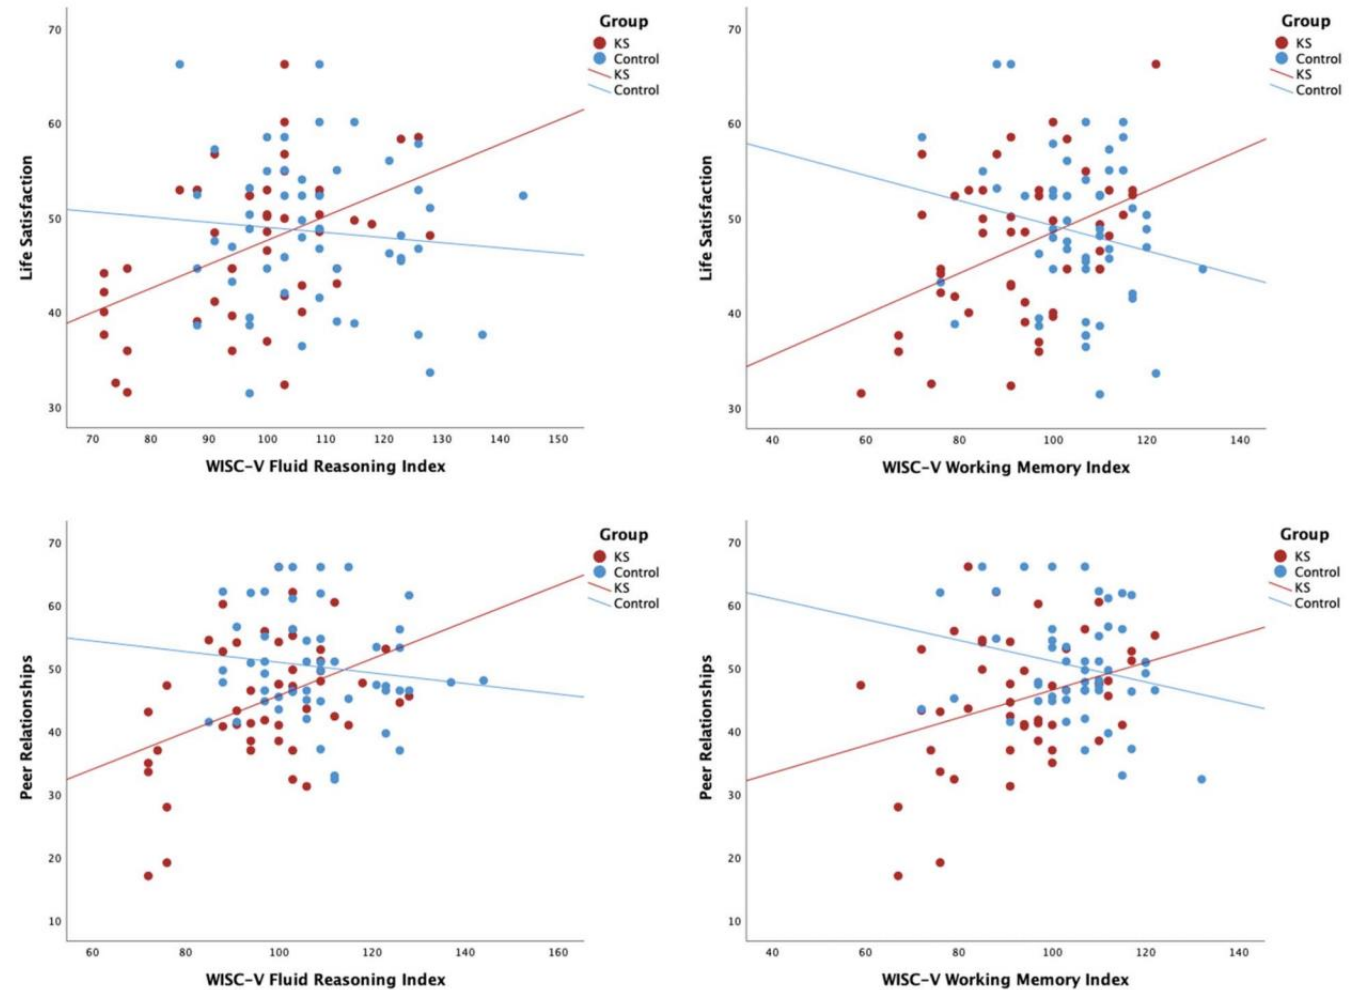 Group
KS
Control
KS
Control
70
60
50
40
30
Life Satisfaction
70 80 90 100 110 120 130 140 150
WISC-V Fluid Reasoning Index
Group
KS
Control
KS
Control
70
60
50
40
30
Life Satisfaction
40 60 80 100 120 140
WISC-V Working Memory Index
Group
KS
Control
KS
Control
70
60
50
40
30
20
10
Peer Relationships
60 80 100 120 140 160
WISC-V Fluid Reasoning Index
Group
KS
Control
KS
Control
70
60
50
40
30
20
10
Peer Relationships
40 60 80 100 120 140
WISC-V Working Memory Index